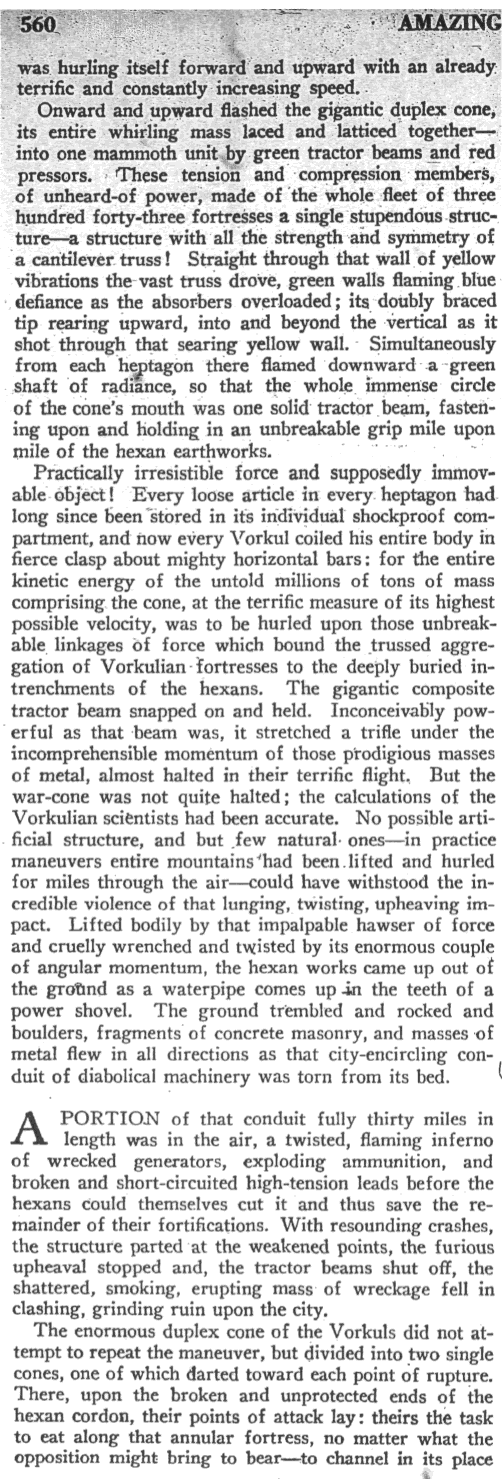 560 AMAZING
was hurling itself forward and upward with an already
terrific and constantly increasing speed.
Onward and upward flashed the gigantic duplex cone,
its entire whirling mass laced and latticed together—
into one mammoth unit by green tractor beams and red
pressors. These tension and compression members,
of unheard-of power, made of the whole fleet of three
hundred forty-three fortresses a single stupendous struc-
ture—a structure with all the strength and symmetry of
a cantilever truss! Straight through that wall of yellow
vibrations the vast truss drove, green walls flaming blue
defiance as the absorbers overloaded; its doubly braced
tip rearing upward, into and beyond the vertical as it
shot through that searing yellow wall. Simultaneously
from each heptagon there flamed downward a green
shaft of radiance, so that the whole immense circle
of the cone's mouth was one solid tractor beam, fasten-
ing upon and holding in an unbreakable grip mile upon
mile of the hexan earthworks.
Practically irresistible force and supposedly immov-
able object! Every loose article in every heptagon had
long since been stored in its individual shockproof com-
partment, and now every Vorkul coiled his entire body in
fierce clasp about mighty horizontal bars: for the entire
kinetic energy of the untold millions of tons of mass
comprising the cone, at the terrific measure of its highest
possible velocity, was to be hurled upon those unbreak-
able linkages of force which bound the trussed aggre-
gation of Vorkulian fortresses to the deeply buried in-
trenchments of the hexans. The gigantic composite
tractor beam snapped on and held. Inconceivably pow-
erful as that beam was, it stretched a trifle under the
incomprehensible momentum of those prodigious masses
of metal, almost halted in their terrific flight. But the
war-cone was not quite halted; the calculations of the
Vorkulian scientists had been accurate. No possible arti-
ficial structure, and but few natural ones—in practice
maneuvers entire mountains had been lifted and hurled
for miles through the air—could have withstood the in-
credible violence of that lunging, twisting, upheaving im-
pact. Lifted bodily by that impalpable hawser of force
and cruelly wrenched and twisted by its enormous couple
of angular momentum, the hexan works came up out of
the ground as a waterpipe comes up in the teeth of a
power shovel. The ground trembled and rocked and
boulders, fragments of concrete masonry, and masses of
metal flew in all directions as that city-encircling con-
duit of diabolical machinery was torn from its bed.
A PORTION of that conduit fully thirty miles in
length was in the air, a twisted, flaming inferno
of wrecked generators, exploding ammunition, and
broken and short-circuited high-tension leads before the
hexans could themselves cut it and thus save the re-
mainder of their fortifications. With resounding crashes,
the structure parted at the weakened points, the furious
upheaval stopped and, the tractor beams shut off, the
shattered, smoking, erupting mass of wreckage fell in
clashing, grinding ruin upon the city.
The enormous duplex cone of the Vorkuls did not at-
tempt to repeat the maneuver, but divided into two single
cones, one of which darted toward each point of rupture.
There, upon the broken and unprotected ends of the
hexan cordon, their points of attack lay: theirs the task
to eat along that annular fortress, no matter what the
opposition might bring to bear—to channel in its place